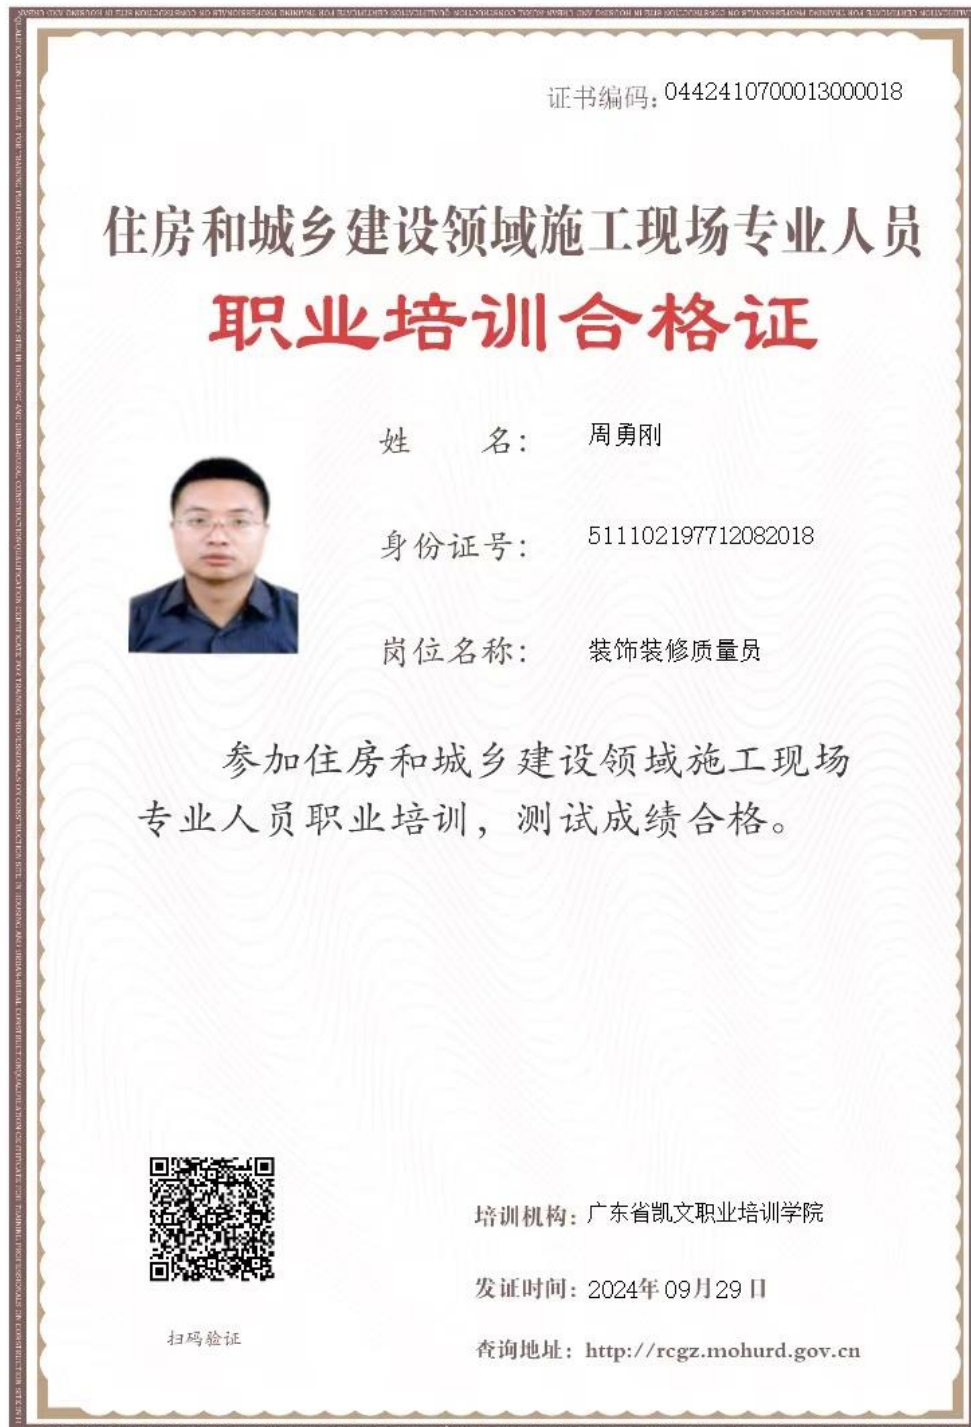 证书编码：0442410700013000018
住房和城乡建设领域施工现场专业人员
职业培训合格证
姓 名： 周勇刚
身份证号： 511102197712082018
岗位名称： 装饰装修质量员
参加住房和城乡建设领域施工现场
专业人员职业培训，测试成绩合格。
培训机构：广东省凯文职业培训学院
发证时间：2024年09月29日
扫码验证
查询地址：http://rcgz.mohurd.gov.cn